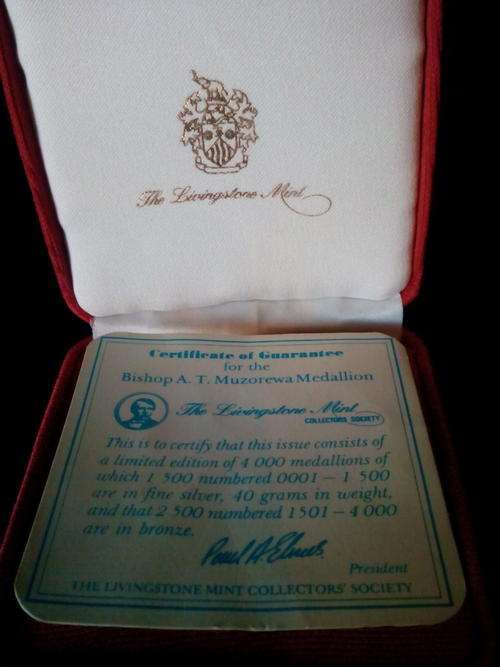 The Livingstone Mint
Certificate of Guarantee
for the
Bishop A. T. Muzorewa Medallion
The Livingstone Mint
COLLECTORS SOCIETY
This is to certify that this issue consists of
a limited edition of 4 000 medallions of
which 1 500 numbered 0001 – 1 500
are in fine silver, 40 grams in weight,
and that 2 500 numbered 1501 – 4 000
are in bronze.
President
THE LIVINGSTONE MINT COLLECTORS' SOCIETY